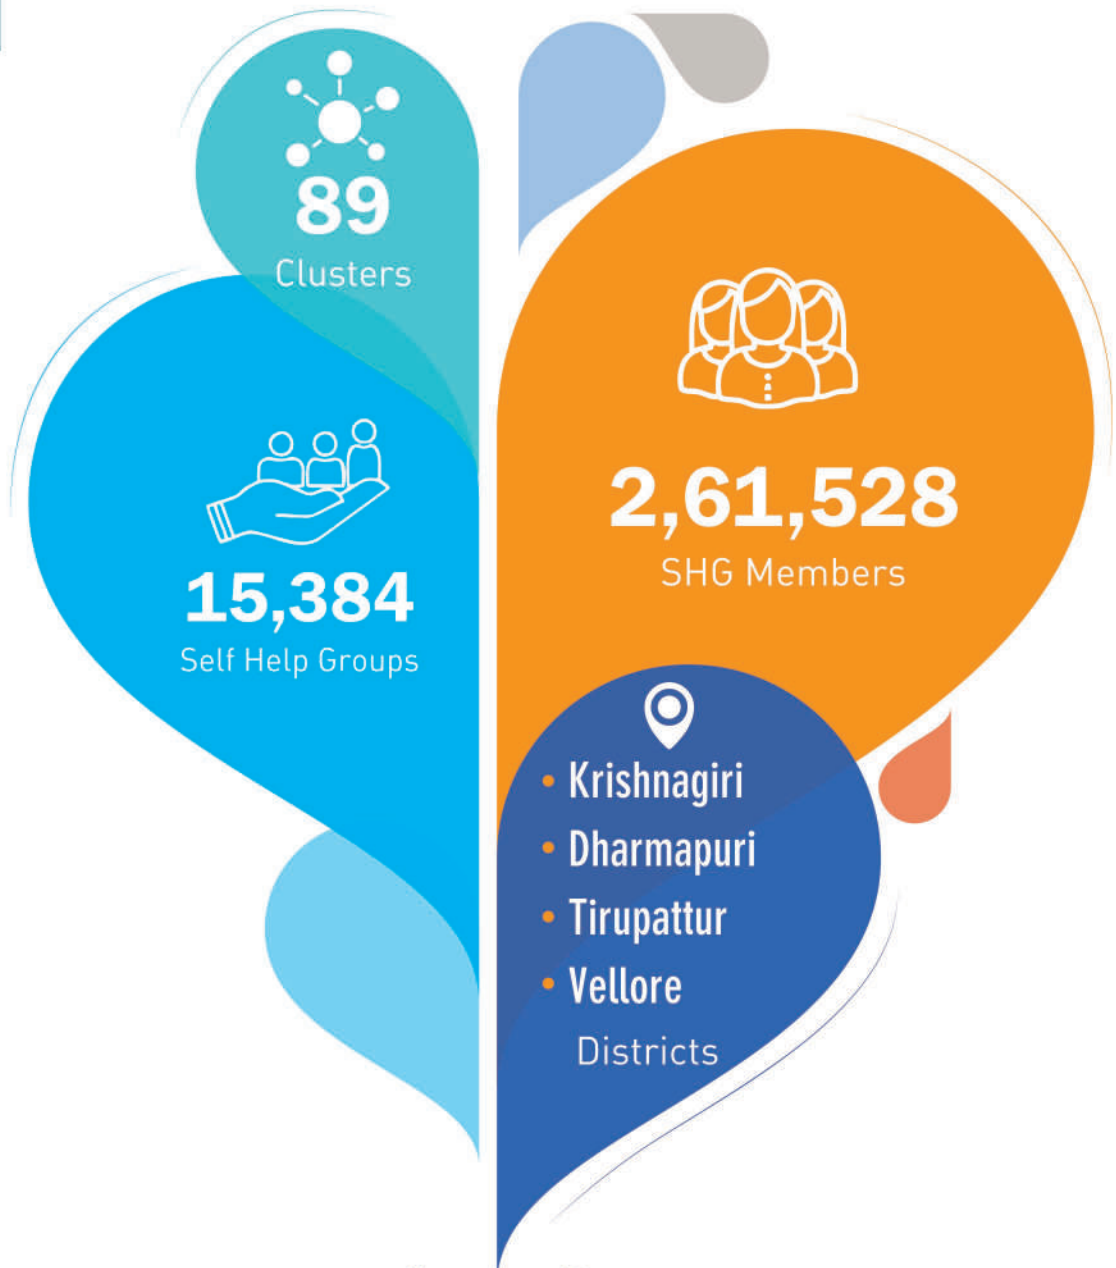 89
Clusters
2,61,528
SHG Members
15,384
Self Help Groups
• Krishnagiri
• Dharmapuri
• Tirupattur
• Vellore
Districts